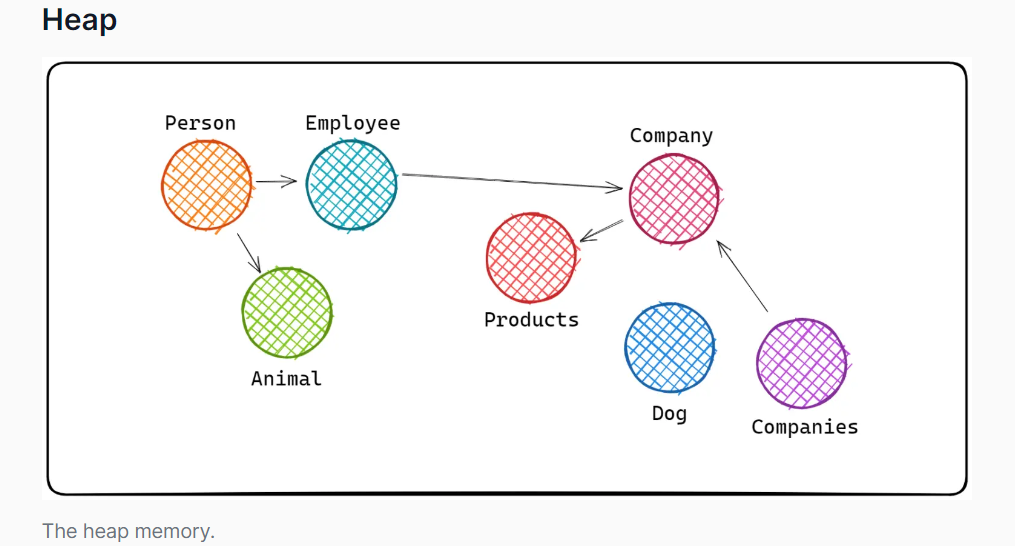 Heap
Person
Employee
Company
Products
Animal
Dog
Companies
The heap memory.